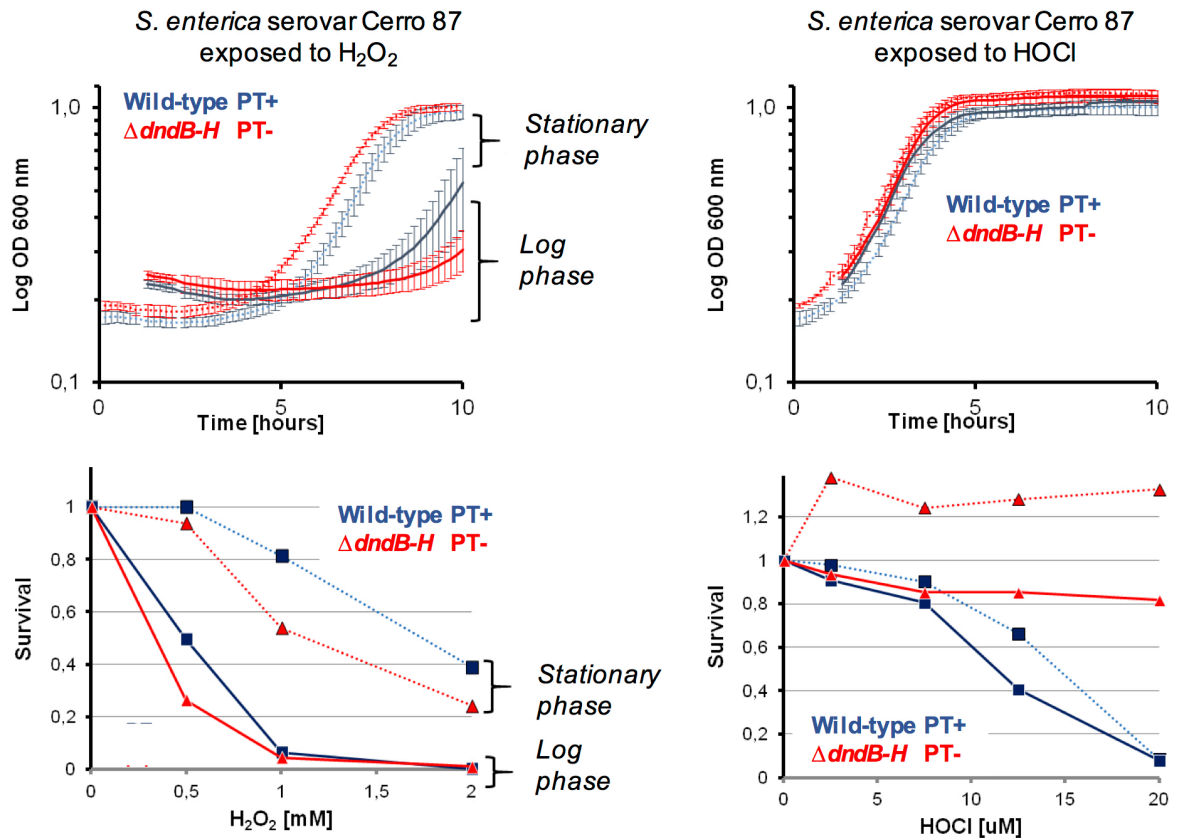 S. enterica serovar Cerro 87
exposed to H₂O₂
Wild-type PT+
ΔdndB-H PT-
Stationary
phase
Log
phase
Log OD 600 nm
1,0
0,1
0
5
10
Time [hours]
S. enterica serovar Cerro 87
exposed to HOCl
Wild-type PT+
ΔdndB-H PT-
Log OD 600 nm
1,0
0,1
0
5
10
Time [hours]
Wild-type PT+
ΔdndB-H PT-
Stationary
phase
Log
phase
Survival
1
0,8
0,6
0,4
0,2
0
0
0,5
1
1,5
2
H₂O₂ [mM]
Wild-type PT+
ΔdndB-H PT-
Survival
1,2
1
0,8
0,6
0,4
0,2
0
0
5
10
15
20
HOCl [uM]